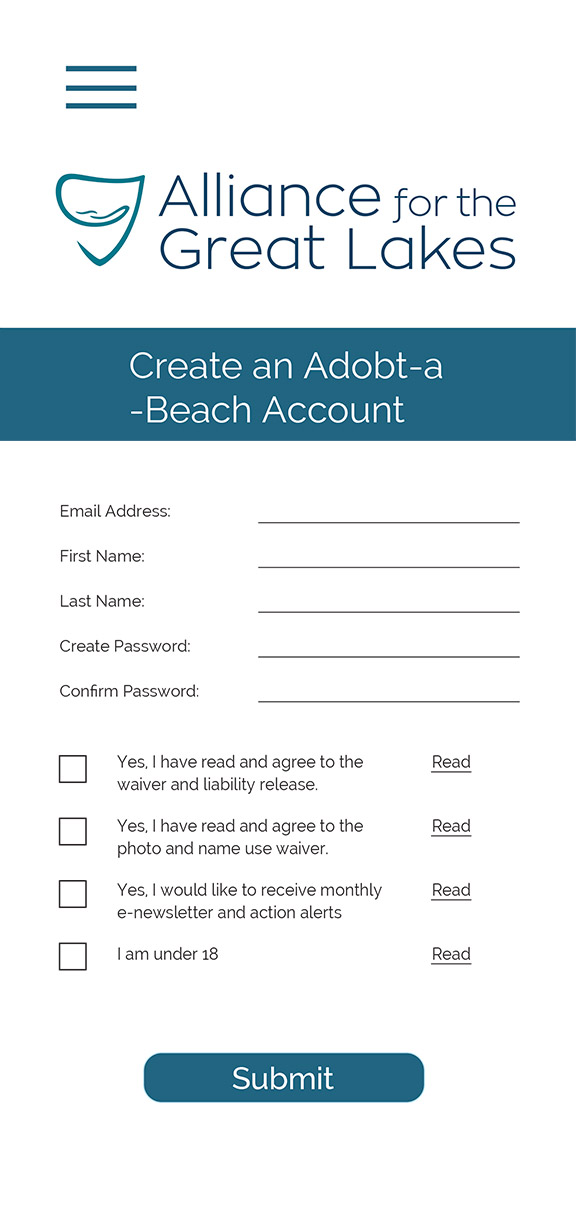 Alliance for the
Great Lakes
Create an Adobt-a
-Beach Account
Email Address:
First Name:
Last Name:
Create Password:
Confirm Password:
Yes, I have read and agree to the
waiver and liability release.
Read
Yes, I have read and agree to the
photo and name use waiver.
Read
Yes, I would like to receive monthly
e-newsletter and action alerts
Read
I am under 18
Read
Submit